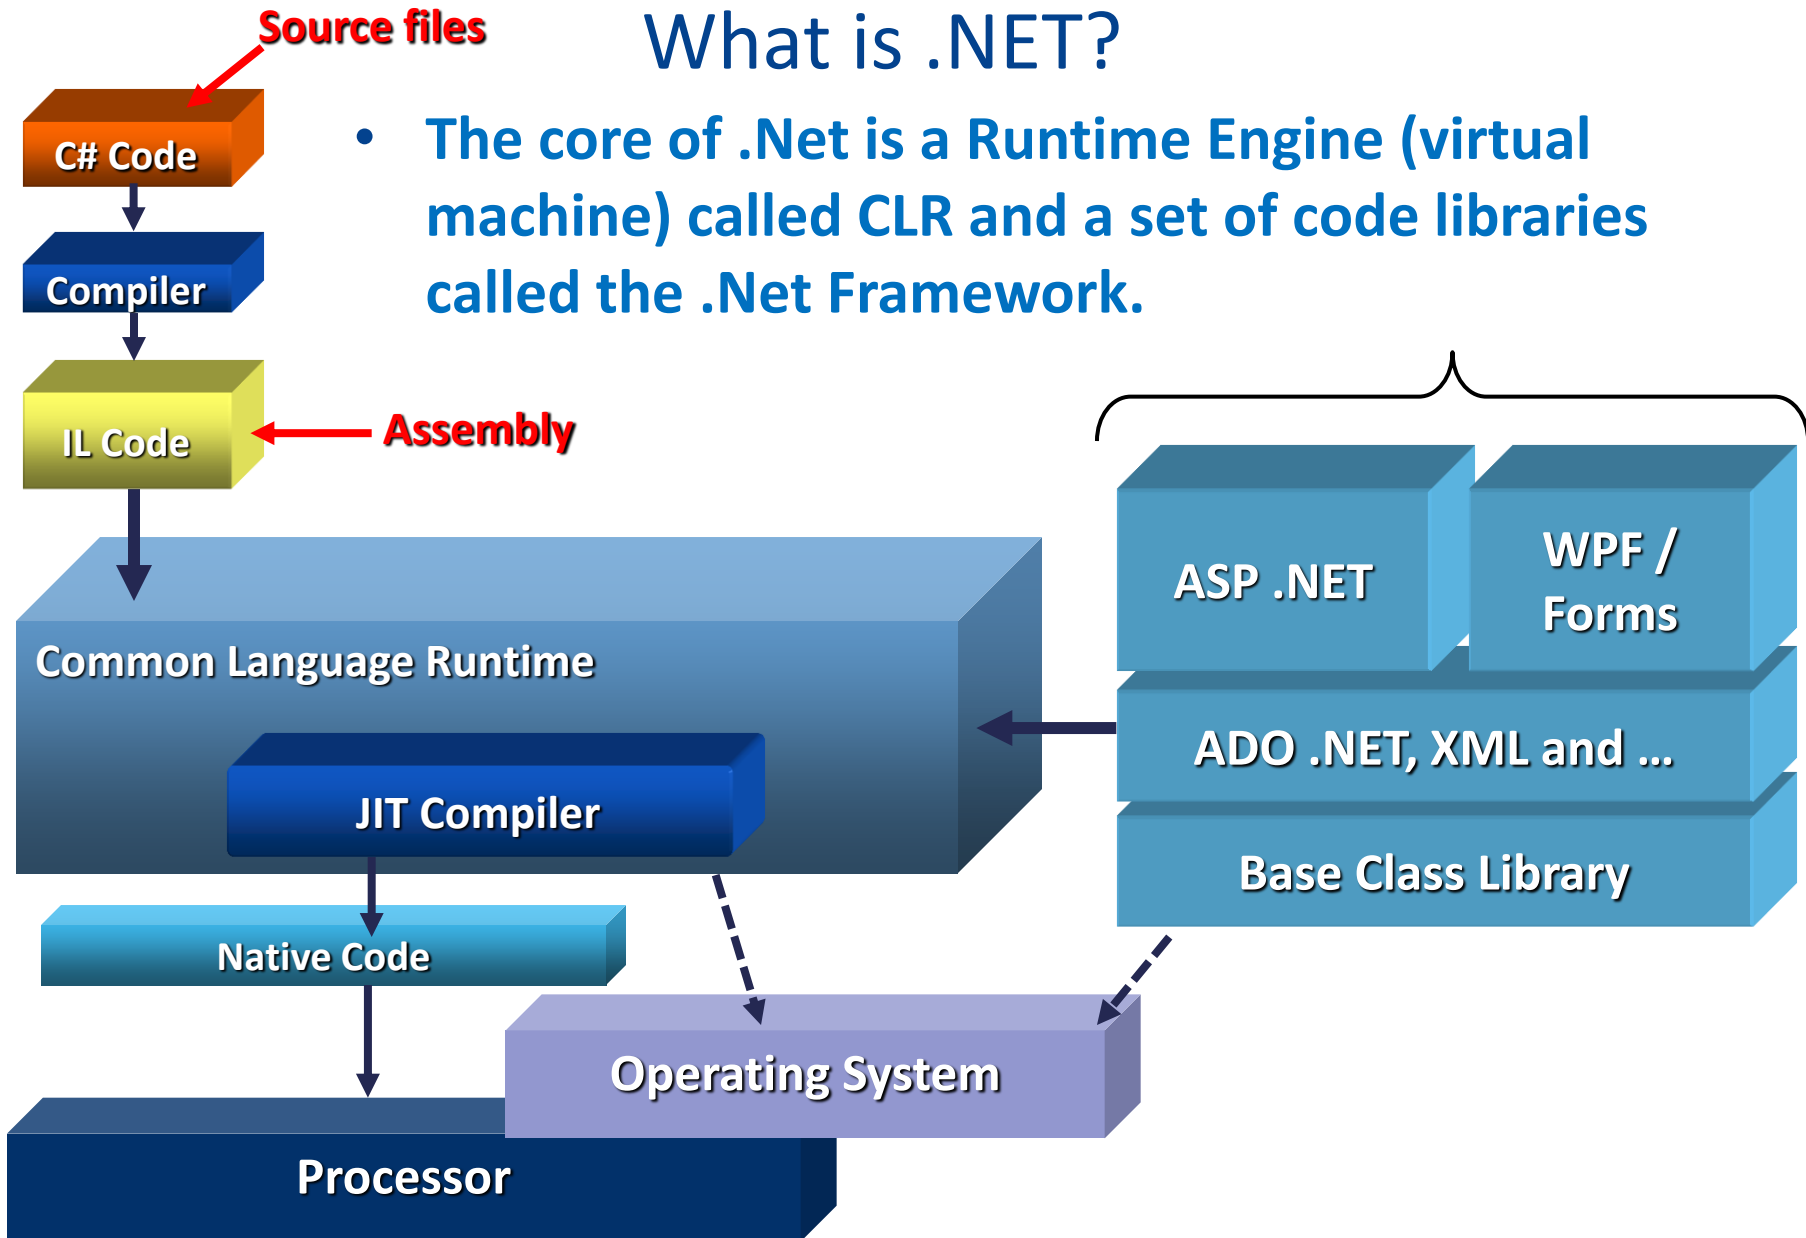 Source files
What is .NET?
C# Code
• The core of .Net is a Runtime Engine (virtual
machine) called CLR and a set of code libraries
called the .Net Framework.
Compiler
IL Code
Assembly
ASP .NET
WPF /
Forms
Common Language Runtime
ADO .NET, XML and ...
JIT Compiler
Base Class Library
Native Code
Operating System
Processor